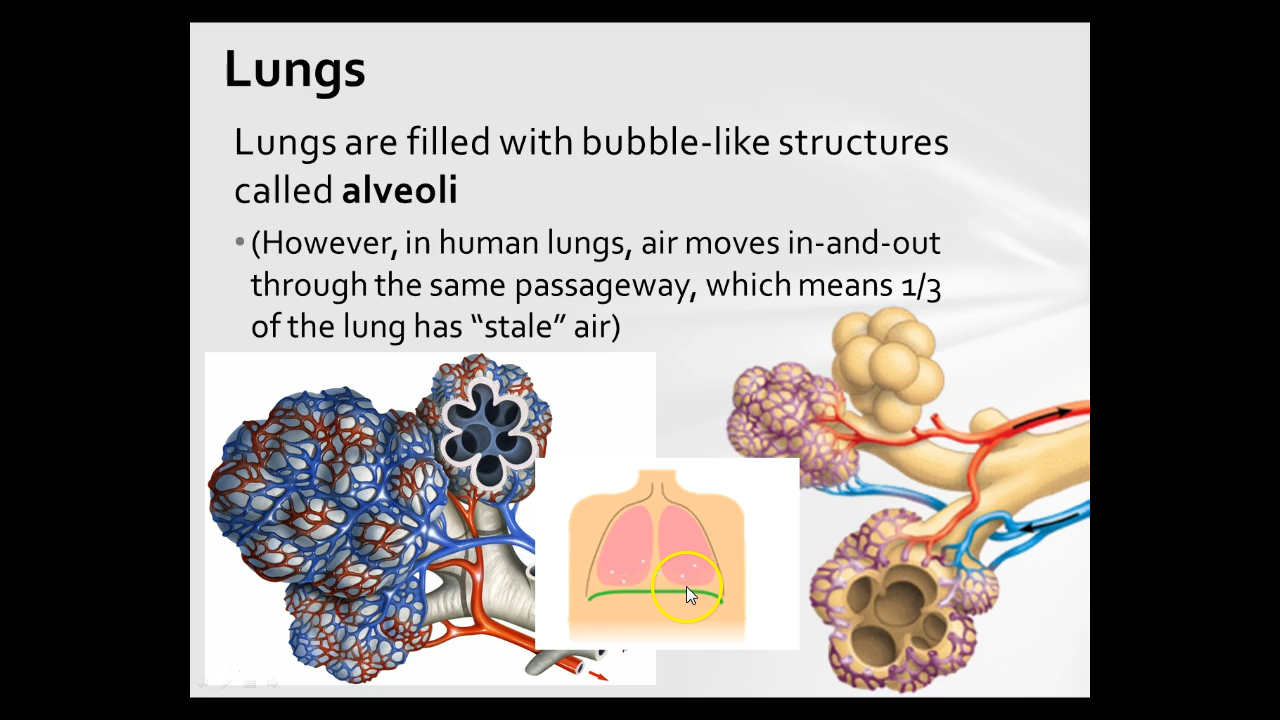 Lungs
Lungs are filled with bubble-like structures
called alveoli
• (However, in human lungs, air moves in-and-out
through the same passageway, which means 1/3
of the lung has “stale” air)